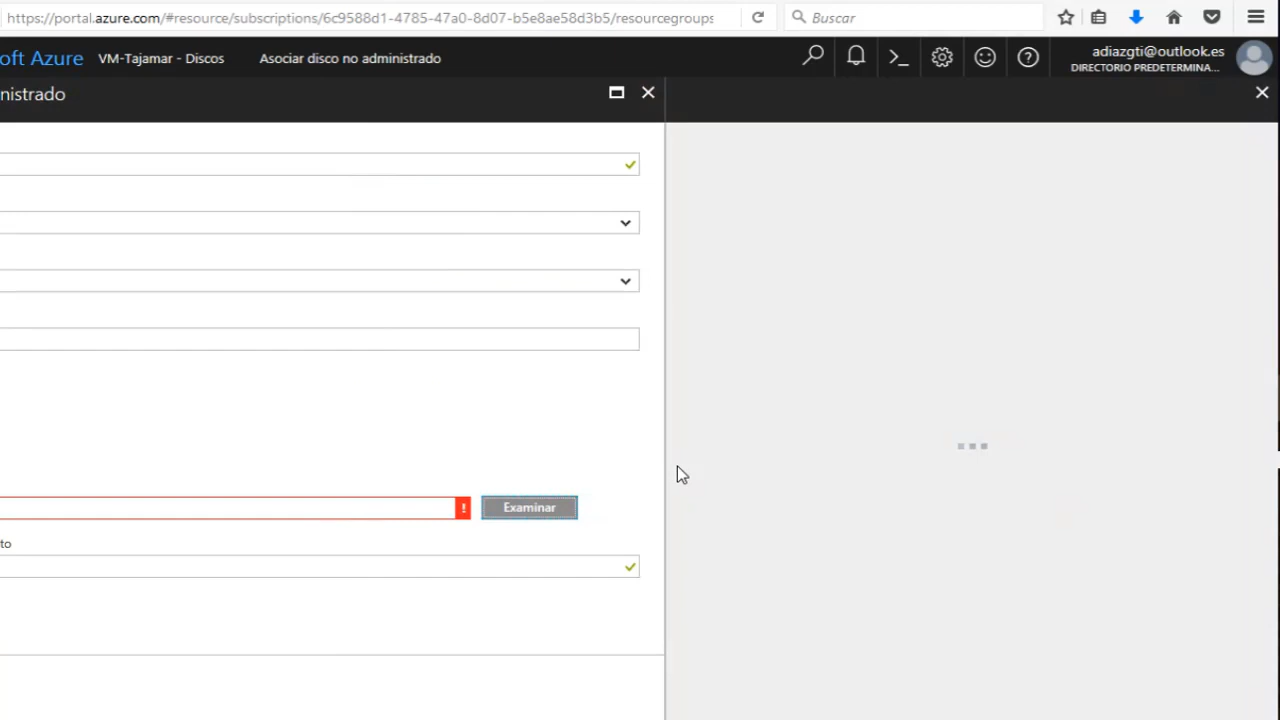 https://portal.azure.com/#resource/subscriptions/6c9588d1-4785-47a0-8d07-b5e8ae58d3b5/resourcegroups
Buscar
oft Azure VM-Tajamar - Discos Asociar disco no administrado
adiazgti@outlook.es
DIRECTORIO PREDETERMINA...
nistrado
Examinar
to